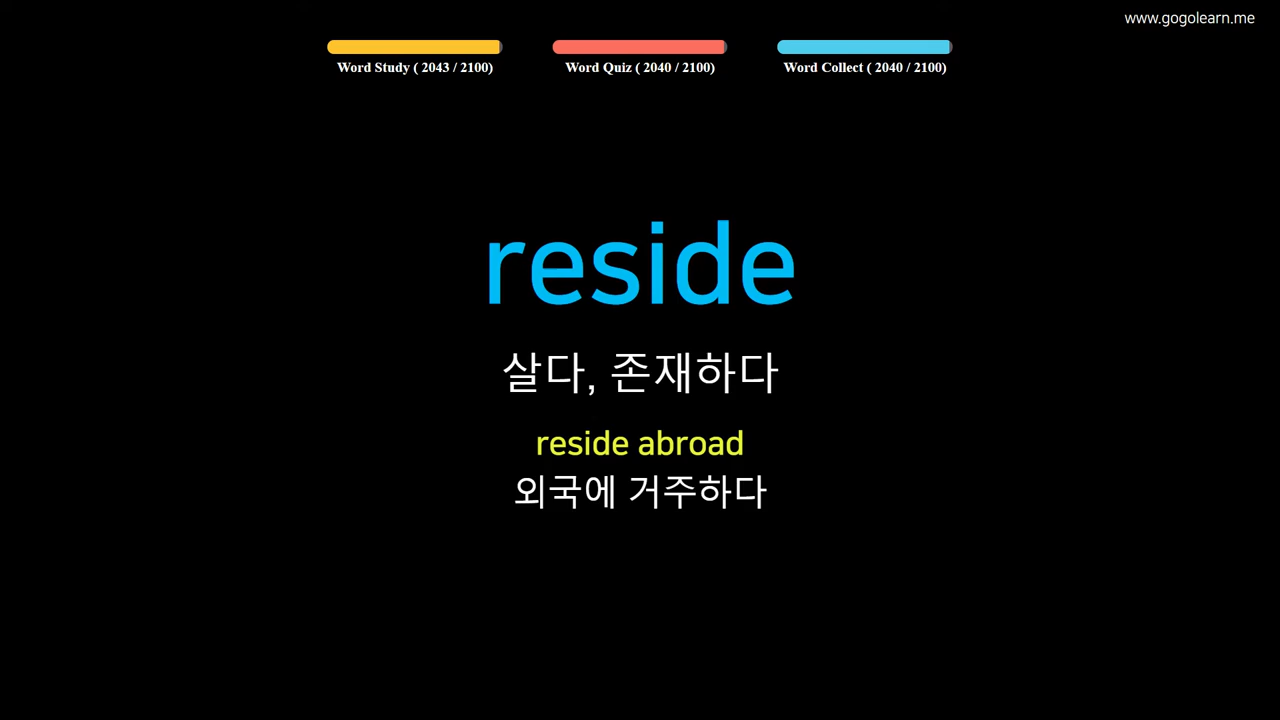 www.gogolearn.me
Word Study ( 2043 / 2100)
Word Quiz ( 2040 / 2100)
Word Collect ( 2040 / 2100)
reside
살다, 존재하다
reside abroad
외국에 거주하다